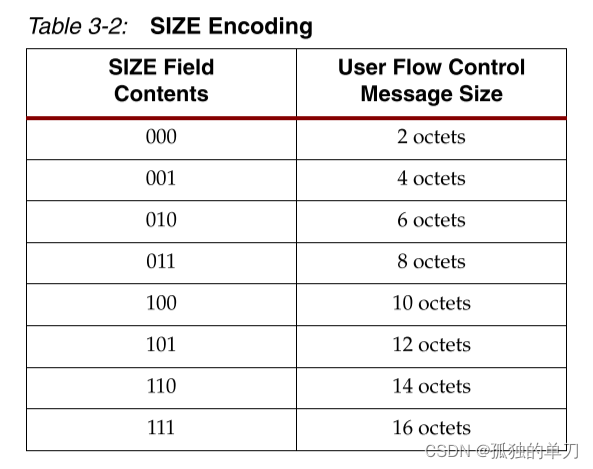 Table 3-2: SIZE Encoding
SIZE Field Contents User Flow Control Message Size
000 2 octets
001 4 octets
010 6 octets
011 8 octets
100 10 octets
101 12 octets
110 14 octets
111 16 octets
CSDN @孤独的单刀